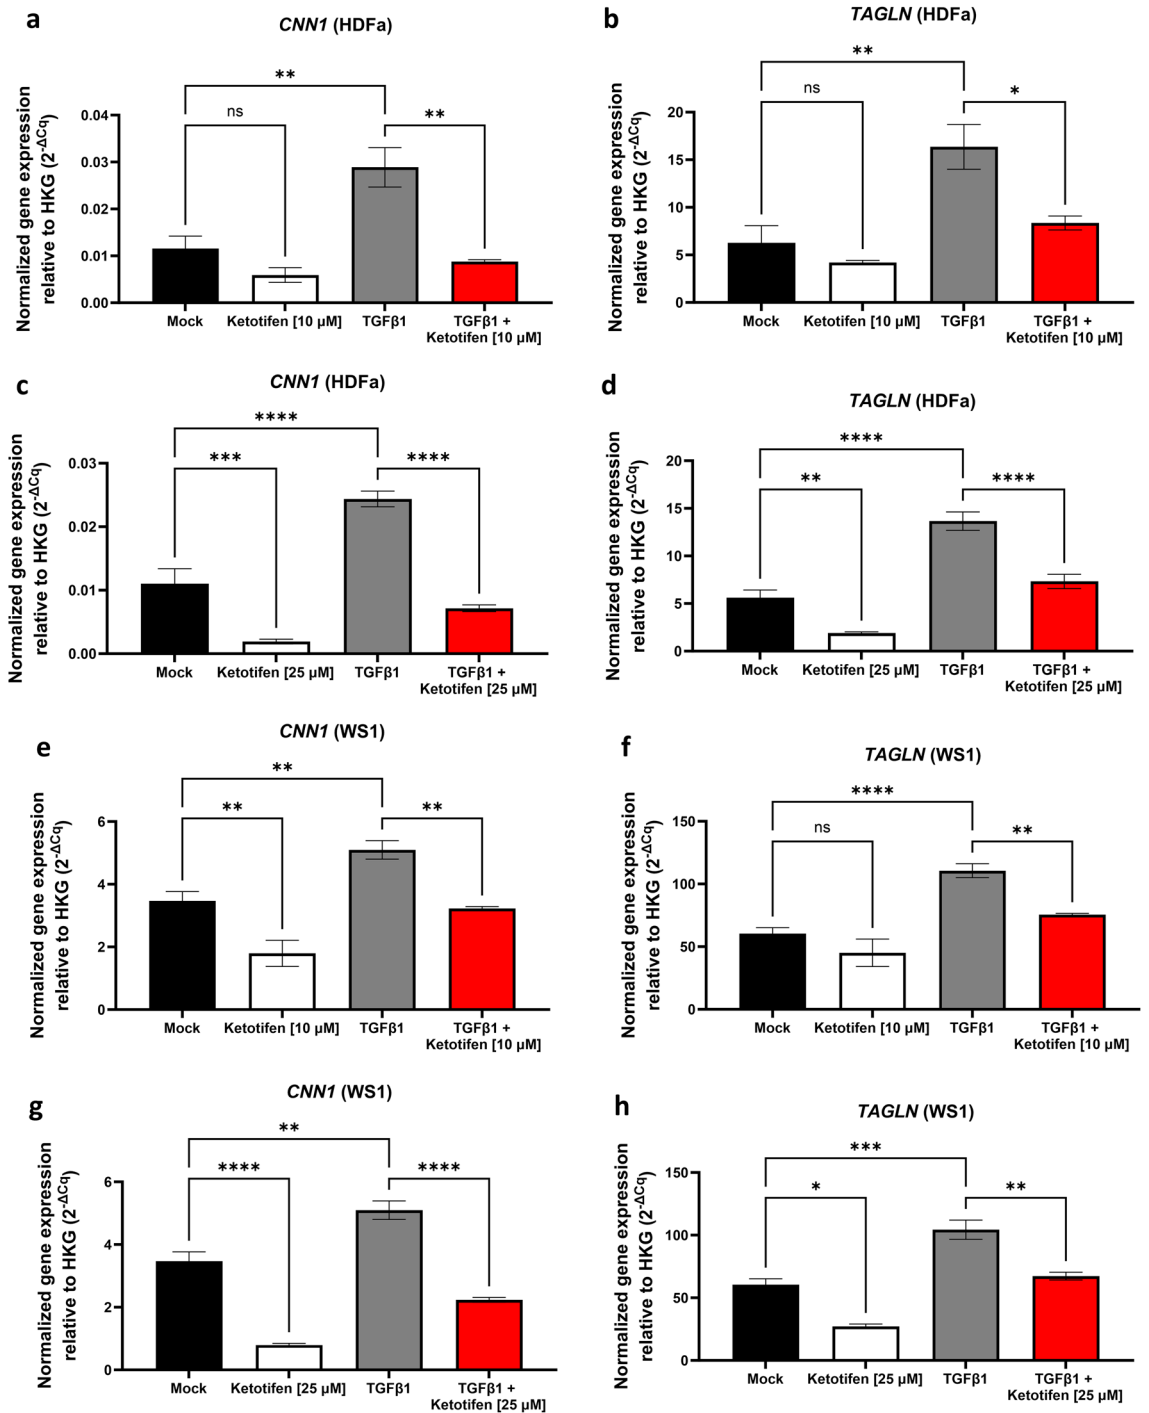 a
CNN1 (HDFa)
**
ns
**
Normalized gene expression
relative to HKG (2-ΔCq)
0.04
0.03
0.02
0.01
0.00
Mock
Ketotifen [10 µM]
TGFβ1
TGFβ1 +
Ketotifen [10 µM]
b
TAGLN (HDFa)
**
ns
*
Normalized gene expression
relative to HKG (2-ΔCq)
20
15
10
5
0
Mock
Ketotifen [10 µM]
TGFβ1
TGFβ1 +
Ketotifen [10 µM]
c
CNN1 (HDFa)
****
***
****
Normalized gene expression
relative to HKG (2-ΔCq)
0.03
0.02
0.01
0.00
Mock
Ketotifen [25 µM]
TGFβ1
TGFβ1 +
Ketotifen [25 µM]
d
TAGLN (HDFa)
****
**
****
Normalized gene expression
relative to HKG (2-ΔCq)
20
15
10
5
0
Mock
Ketotifen [25 µM]
TGFβ1
TGFβ1 +
Ketotifen [25 µM]
e
CNN1 (WS1)
**
**
**
Normalized gene expression
relative to HKG (2-ΔCq)
6
4
2
0
Mock
Ketotifen [10 µM]
TGFβ1
TGFβ1 +
Ketotifen [10 µM]
f
TAGLN (WS1)
****
ns
**
Normalized gene expression
relative to HKG (2-ΔCq)
150
100
50
0
Mock
Ketotifen [10 µM]
TGFβ1
TGFβ1 +
Ketotifen [10 µM]
g
CNN1 (WS1)
**
****
****
Normalized gene expression
relative to HKG (2-ΔCq)
6
4
2
0
Mock
Ketotifen [25 µM]
TGFβ1
TGFβ1 +
Ketotifen [25 µM]
h
TAGLN (WS1)
***
*
**
Normalized gene expression
relative to HKG (2-ΔCq)
150
100
50
0
Mock
Ketotifen [25 µM]
TGFβ1
TGFβ1 +
Ketotifen [25 µM]